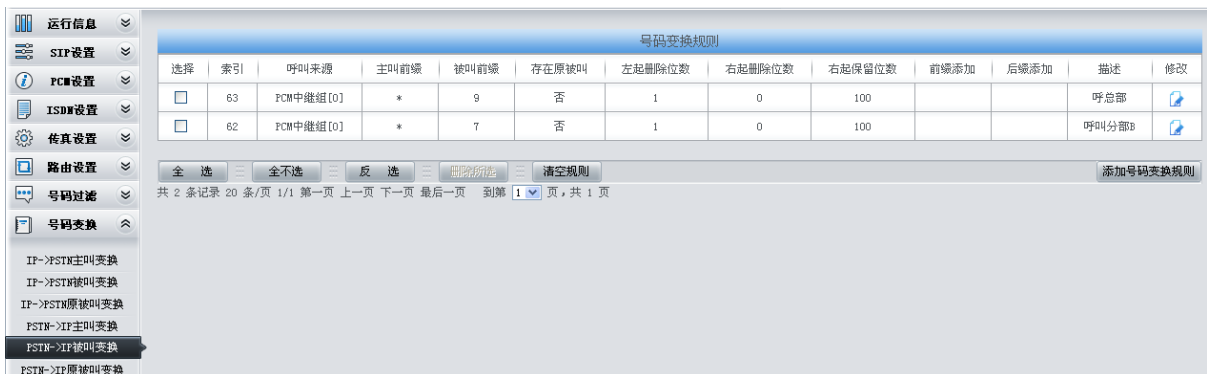 运行信息
SIP设置
PCM设置
ISDN设置
传真设置
路由设置
号码过滤
号码变换
IP->PSTN主叫变换
IP->PSTN被叫变换
IP->PSTN原被叫变换
PSTN->IP主叫变换
PSTN->IP被叫变换
PSTN->IP原被叫变换
号码变换规则
选择 索引 呼叫来源 主叫前缀 被叫前缀 存在原被叫 左起删除位数 右起删除位数 右起保留位数 前缀添加 后缀添加 描述 修改
63 PCM中继组[0] * 9 否 1 0 100 呼总部
62 PCM中继组[0] * 7 否 1 0 100 呼叫分部B
全 选 全不选 反 选 删除所选 清空规则 添加号码变换规则
共 2 条记录 20 条/页 1/1 第一页 上一页 下一页 最后一页 到第 1 页,共 1 页